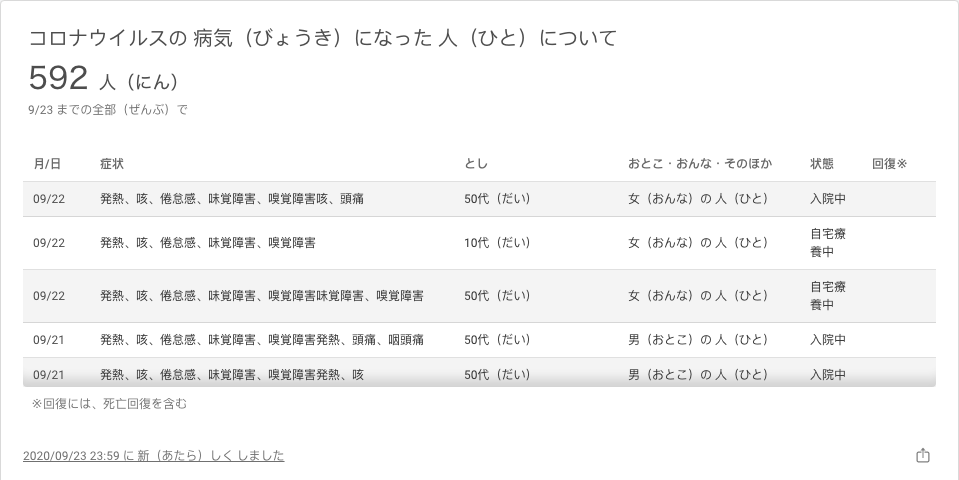 コロナウイルスの 病気（びょうき）になった 人（ひと）について
592 人（にん）
9/23 までの全部（ぜんぶ）で
月/日 症状 とし おとこ・おんな・そのほか 状態 回復※
09/22 発熱、咳、倦怠感、味覚障害、嗅覚障害咳、頭痛 50代（だい） 女（おんな）の 人（ひと） 入院中
09/22 発熱、咳、倦怠感、味覚障害、嗅覚障害 10代（だい） 女（おんな）の 人（ひと） 自宅療
養中
09/22 発熱、咳、倦怠感、味覚障害、嗅覚障害味覚障害、嗅覚障害 50代（だい） 女（おんな）の 人（ひと） 自宅療
養中
09/21 発熱、咳、倦怠感、味覚障害、嗅覚障害発熱、頭痛、咽頭痛 50代（だい） 男（おとこ）の 人（ひと） 入院中
09/21 発熱、咳、倦怠感、味覚障害、嗅覚障害発熱、咳 50代（だい） 男（おとこ）の 人（ひと） 入院中
※回復には、死亡回復を含む
2020/09/23 23:59 に 新（あたら）しく しました